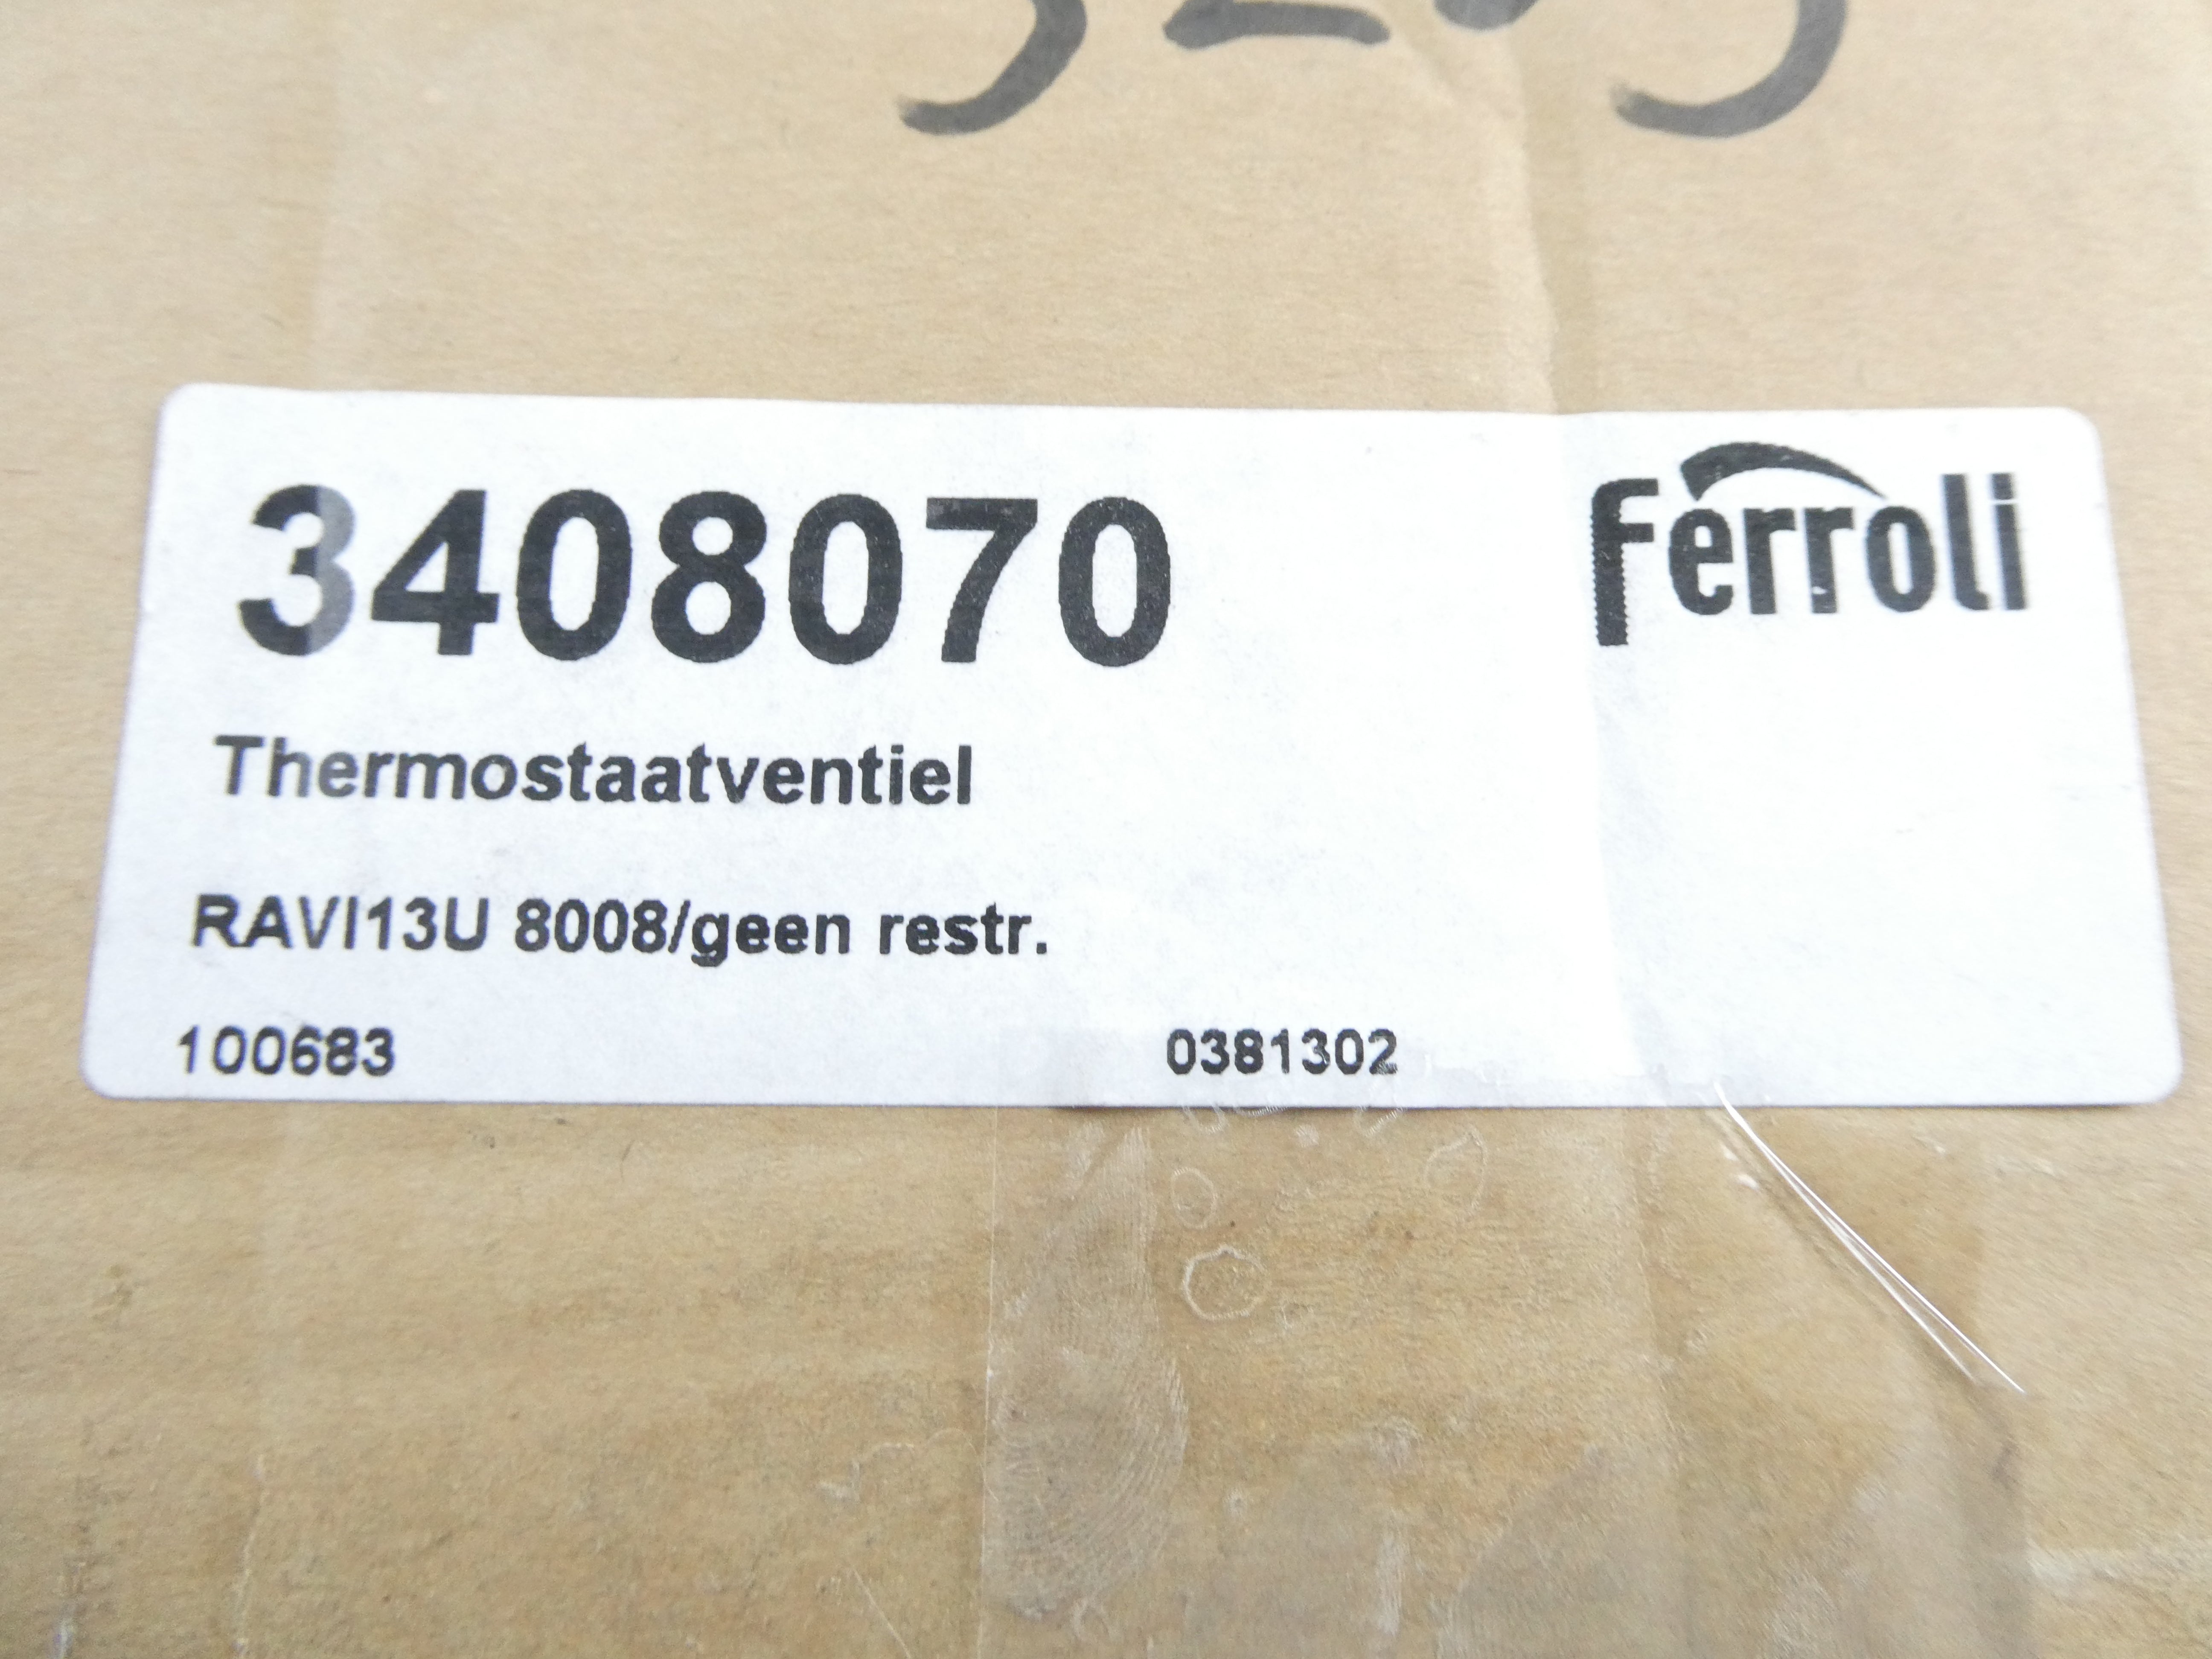 3408070
ferroli
Thermostaatventiel
RAVI13U 8008/geen restr.
100683 0381302